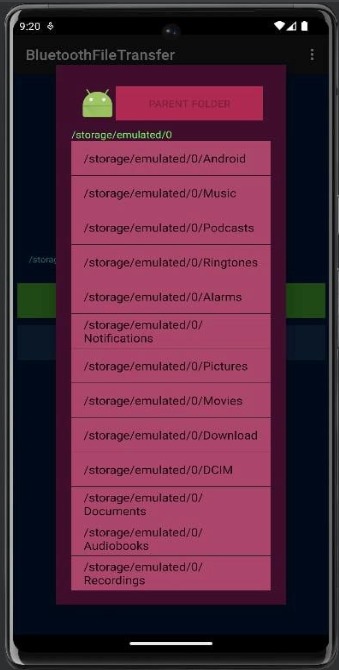 9:20
BluetoothFileTransfer
PARENT FOLDER
/storage/emulated/0
/storage/emulated/0/Android
/storage/emulated/0/Music
/storage/emulated/0/Podcasts
/storag
/storage/emulated/0/Ringtones
/storage/emulated/0/Alarms
/storage/emulated/0/
Notifications
/storage/emulated/0/Pictures
/storage/emulated/0/Movies
/storage/emulated/0/Download
/storage/emulated/0/DCIM
/storage/emulated/0/
Documents
/storage/emulated/0/
Audiobooks
/storage/emulated/0/
Recordings